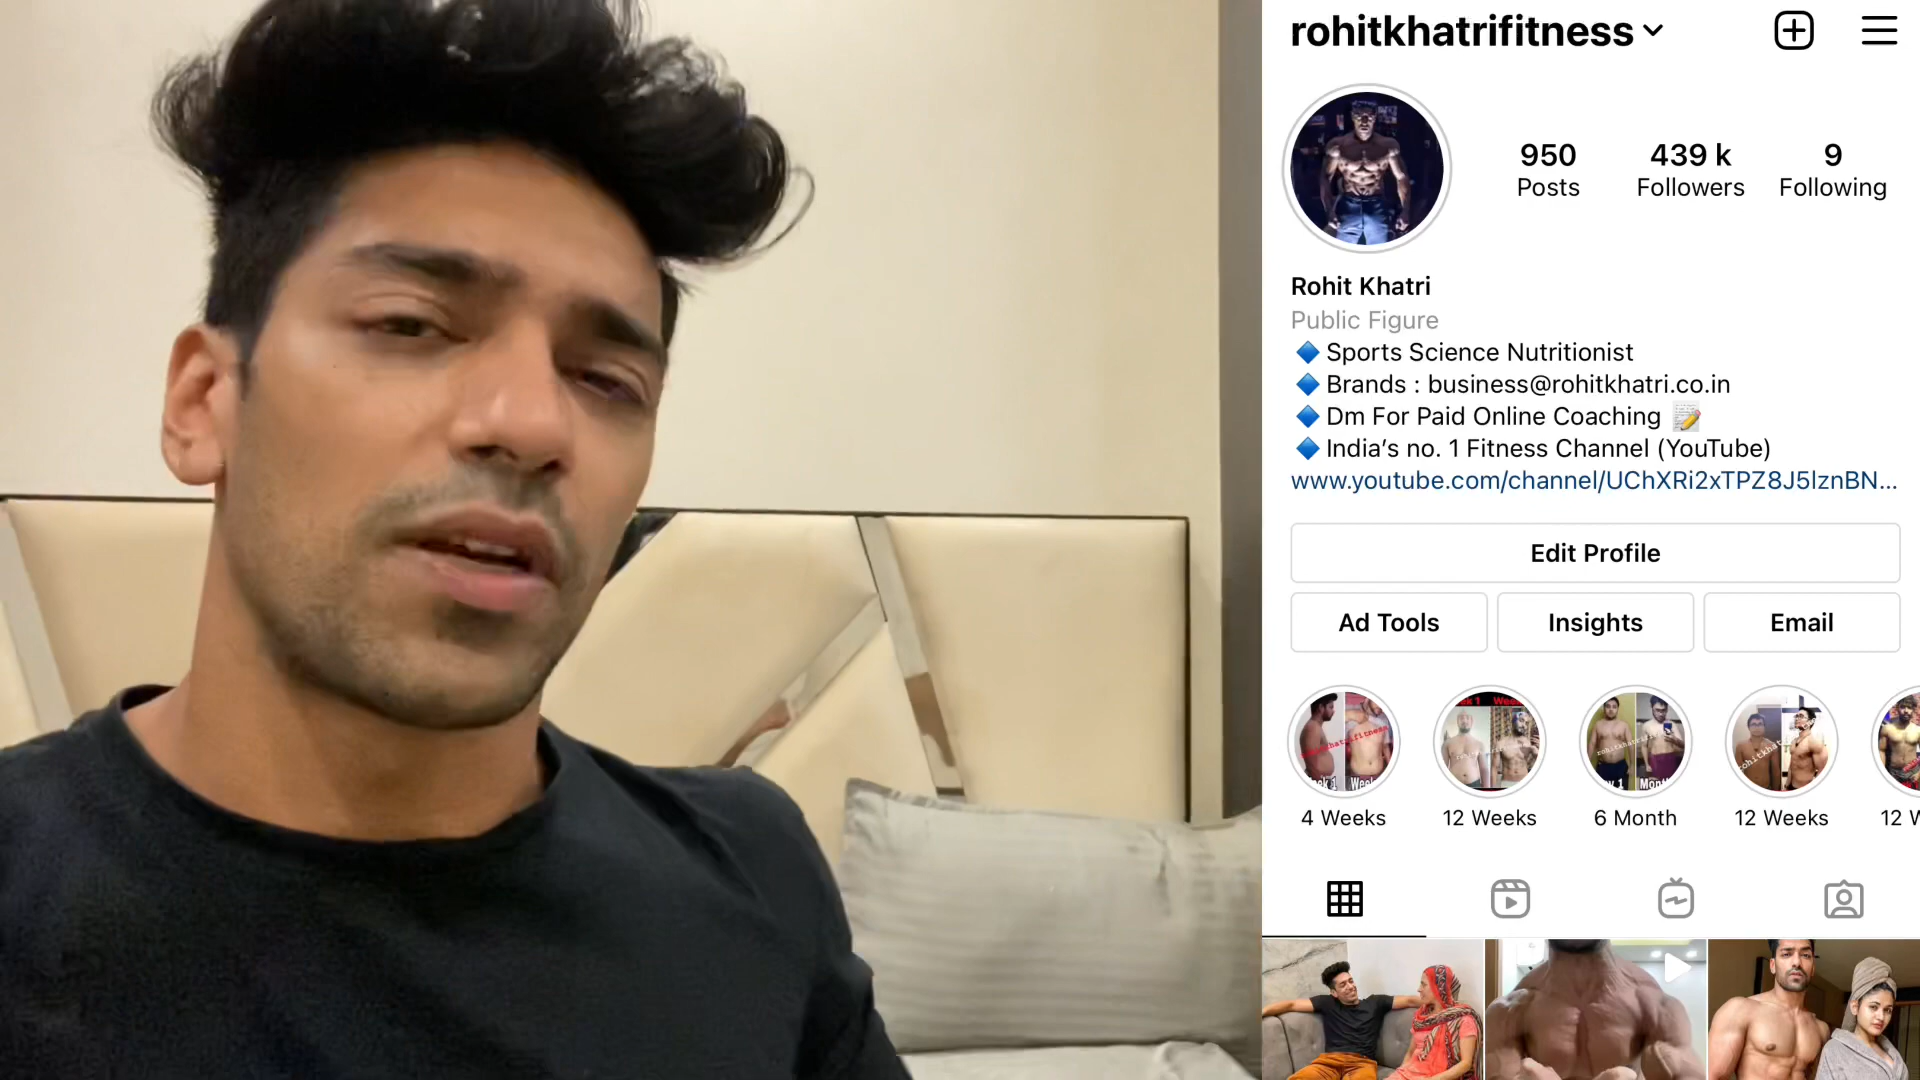 rohitkhatrifitness
950
439 k
9
Posts
Followers
Following
Rohit Khatri
Public Figure
Sports Science Nutritionist
Brands : business@rohitkhatri.co.in
Dm For Paid Online Coaching
India’s no. 1 Fitness Channel (YouTube)
www.youtube.com/channel/UChXRi2xTPZ8J5lznBN...
Edit Profile
Ad Tools
Insights
Email
4 Weeks
12 Weeks
6 Month
12 Weeks